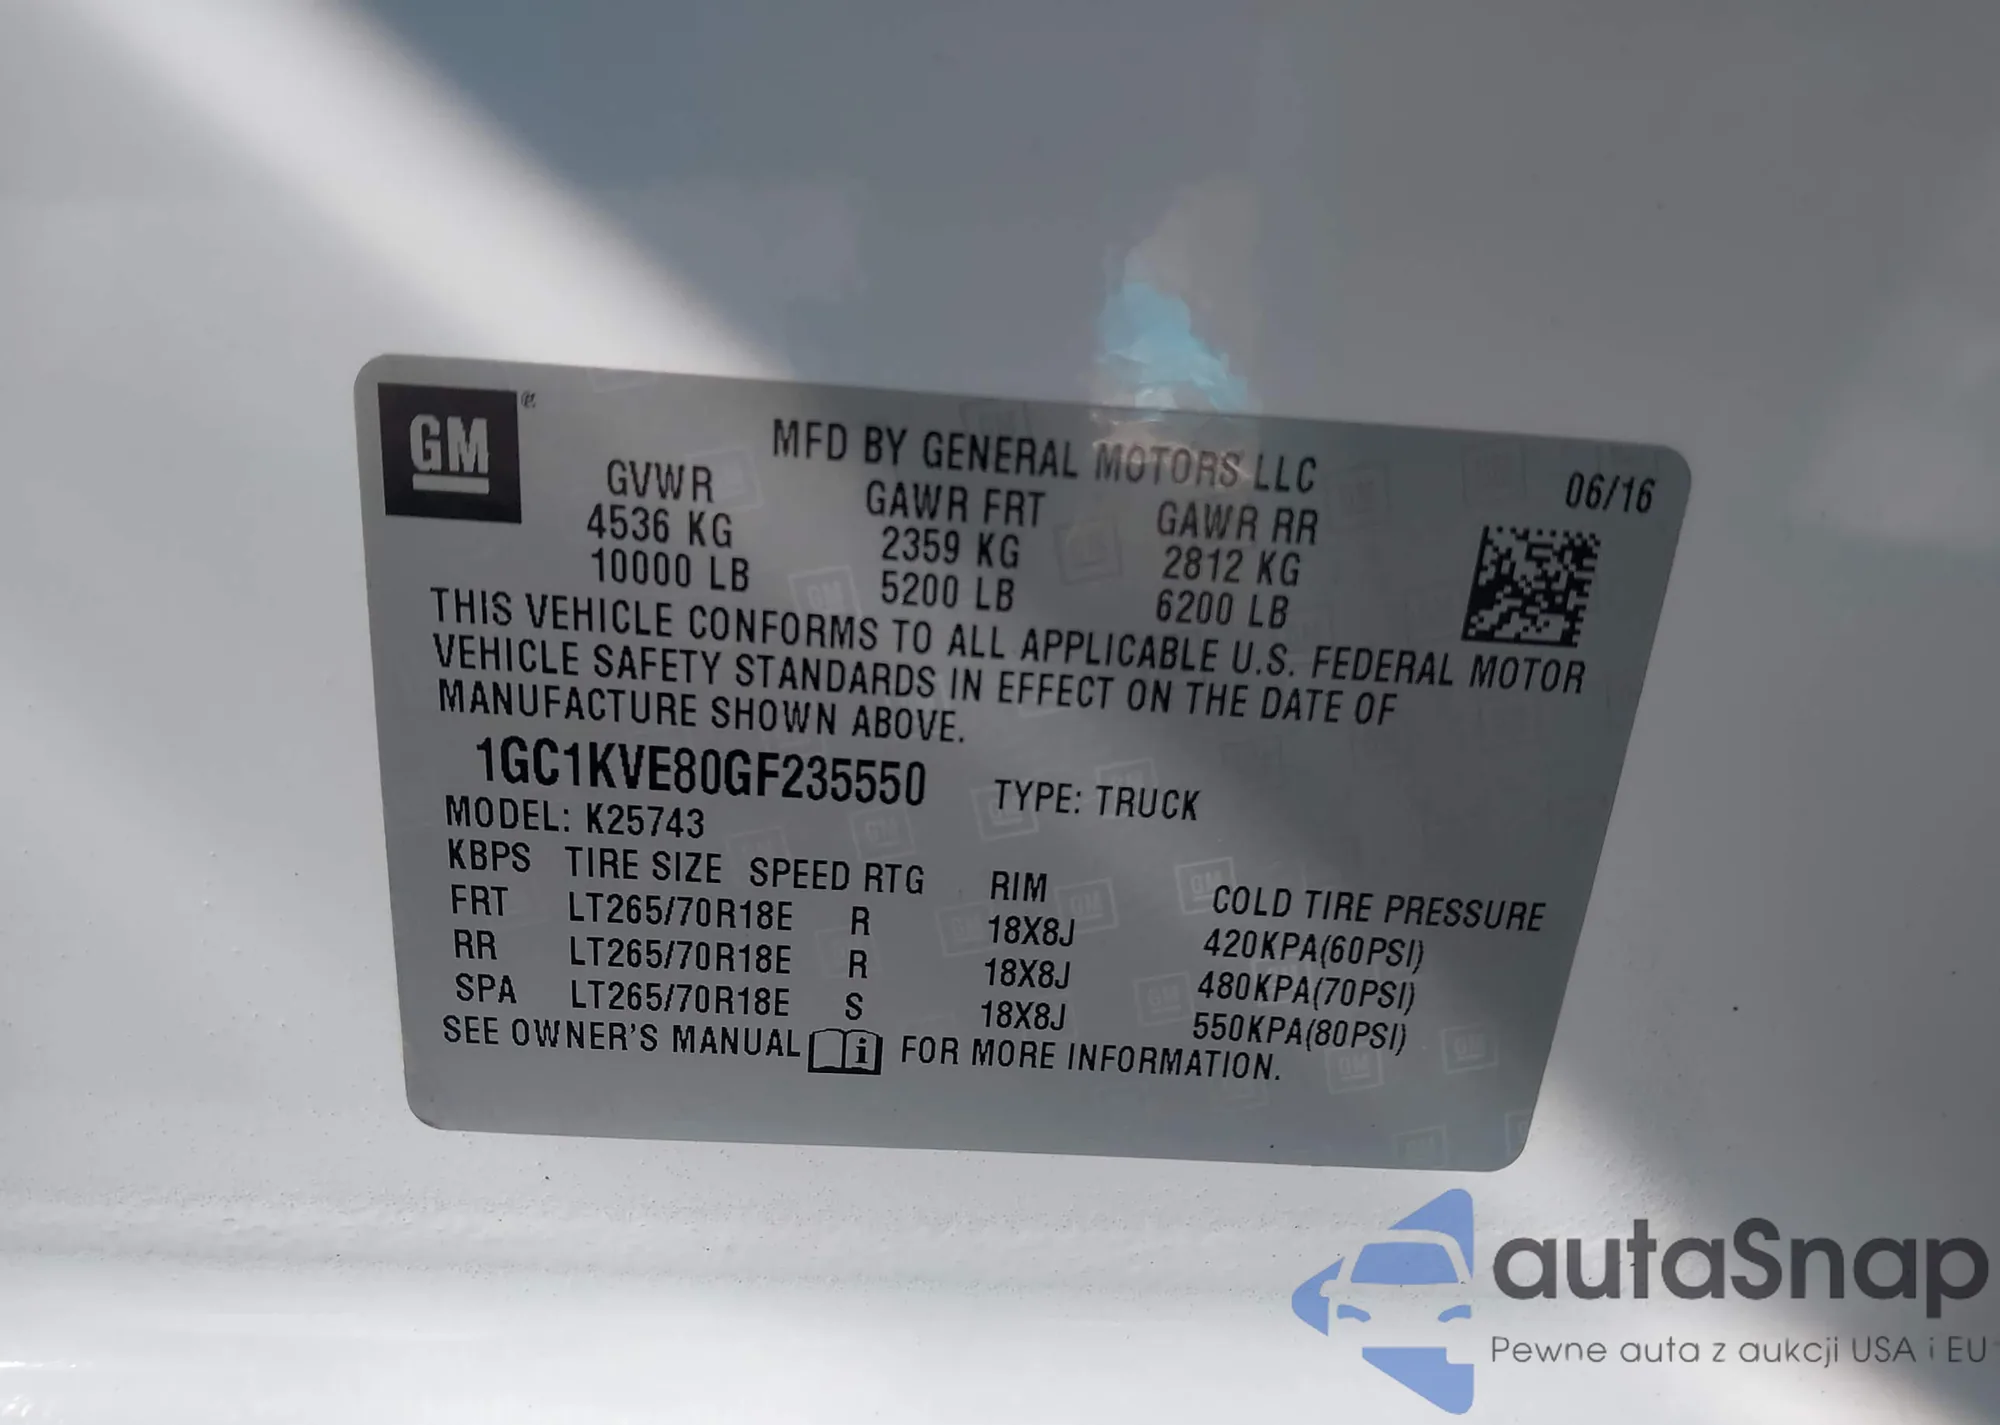 GM
MFD BY GENERAL MOTORS LLC 06/16
GVWR GAWR FRT GAWR RR
4536 KG 2359 KG 2812 KG
10000 LB 5200 LB 6200 LB
THIS VEHICLE CONFORMS TO ALL APPLICABLE U.S. FEDERAL MOTOR
VEHICLE SAFETY STANDARDS IN EFFECT ON THE DATE OF
MANUFACTURE SHOWN ABOVE.
1GC1KVE80GF235550 TYPE: TRUCK
MODEL: K25743
KBPS TIRE SIZE SPEED RTG RIM COLD TIRE PRESSURE
FRT LT265/70R18E R 18X8J 420KPA(60PSI)
RR LT265/70R18E R 18X8J 480KPA(70PSI)
SPA LT265/70R18E S 18X8J 550KPA(80PSI)
SEE OWNER'S MANUAL i FOR MORE INFORMATION.
autaSnap
Pewne auta z aukcji USA i EU